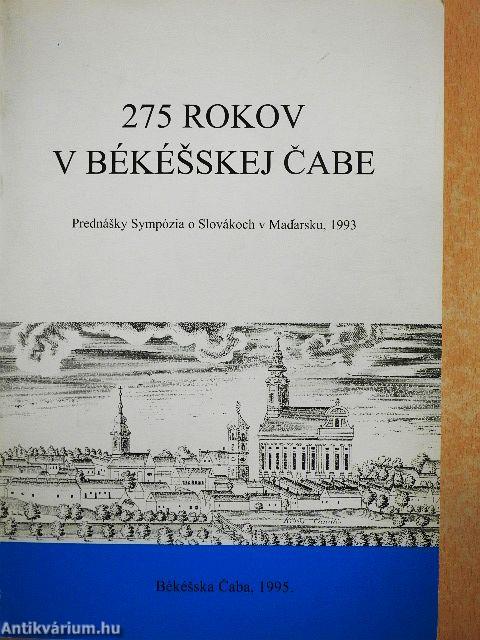 275 ROKOV
V BÉKÉŠSKEJ ČABE
Prednášky Sympózia o Slovákoch v Maďarsku, 1993
Békéšska Čaba, 1995.
Antikvárium.hu